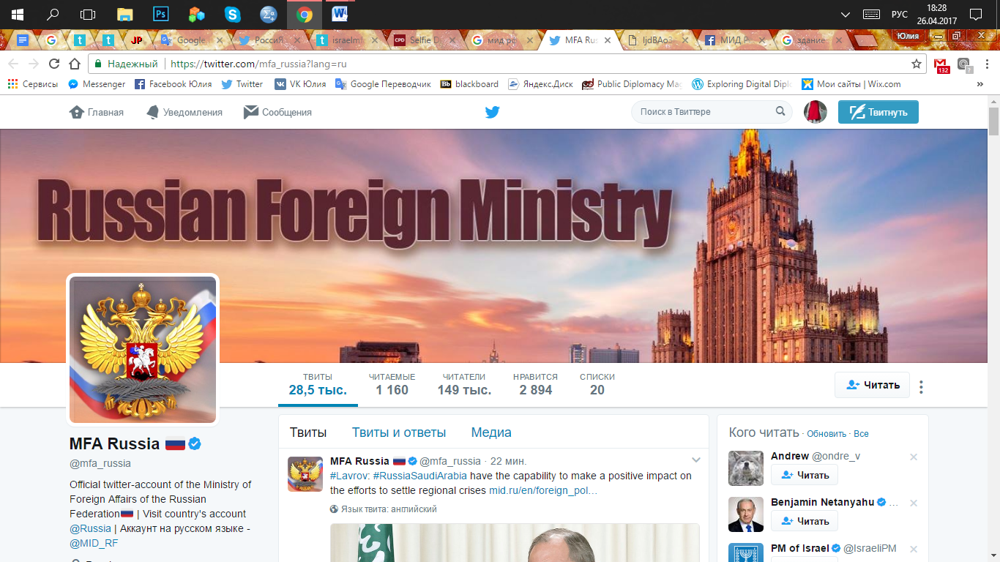 18:28
РУС
26.04.2017
Юлия
Google
РоссиЯ
israelmf
Selfie D
мид рф
MFA Rus
ljdBAo3
МИД Р
здание
Надежный
https://twitter.com/mfa_russia?lang=ru
132
?
Сервисы
Messenger
Facebook Юлия
Twitter
VK Юлия
Google Переводчик
blackboard
Яндекс.Диск
Public Diplomacy Mag
Exploring Digital Diplo
Мои сайты | Wix.com
»
Главная
Уведомления
Сообщения
Поиск в Твиттере
Твитнуть
Russian Foreign Ministry
ТВИТЫ
28,5 тыс.
ЧИТАЕМЫЕ
1 160
ЧИТАТЕЛИ
149 тыс.
НРАВИТСЯ
2 894
СПИСКИ
20
Читать
MFA Russia
@mfa_russia
Official twitter-account of the Ministry of
Foreign Affairs of the Russian
Federation | Visit country's account
@Russia | Аккаунт на русском языке -
@MID_RF
Твиты
Твиты и ответы
Медиа
MFA Russia @mfa_russia · 22 мин.
#Lavrov: #RussiaSaudiArabia have the capability to make a positive impact on
the efforts to settle regional crises mid.ru/en/foreign_pol…
Язык твита: английский
Кого читать · Обновить · Все
Andrew @ondre_v
Читать
Benjamin Netanyahu …
Читать
PM of Israel @IsraeliPM